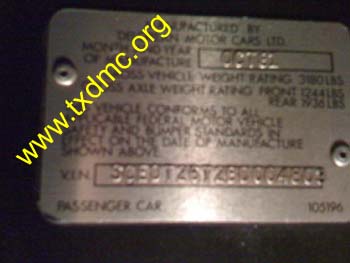 MANUFACTURED BY
DE MOTOR CARS LTD.
MONTH AND YEAR
OF MANUFACTURE
GROSS VEHICLE WEIGHT RATING 3180 LBS
GROSS AXLE WEIGHT RATING FRONT 1244 LBS
REAR 1936 LBS
VEHICLE CONFORMS TO ALL
APPLICABLE FEDERAL MOTOR VEHICLE
SAFETY AND BUMPER STANDARDS IN
EFFECT ON THE DATE OF MANUFACTURE
SHOWN ABOVE.
V.I.N.
PASSENGER CAR 105196
www.txdmc.org